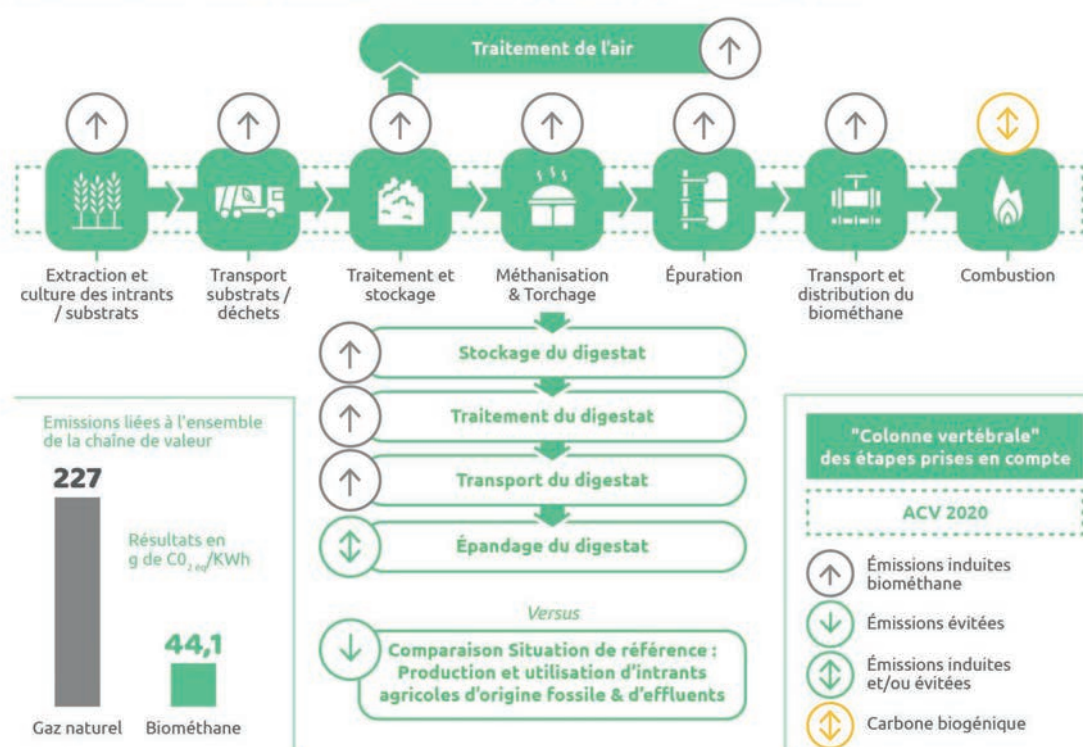 Traitement de l'air
Extraction et
culture des intrants
/ substrats
Transport
substrats /
déchets
Traitement et
stockage
Méthanisation
& Torchage
Épuration
Transport et
distribution du
biométhane
Combustion
Stockage du digestat
Traitement du digestat
Transport du digestat
Épandage du digestat
Versus
Comparaison Situation de référence :
Production et utilisation d'intrants
agricoles d'origine fossile & d'effluents
Emissions liées à l'ensemble
de la chaîne de valeur
227
Résultats en
g de C0₂ eq/KWh
44,1
Gaz naturel
Biométhane
"Colonne vertébrale"
des étapes prises en compte
ACV 2020
Émissions induites
biométhane
Émissions évitées
Émissions induites
et/ou évitées
Carbone biogénique